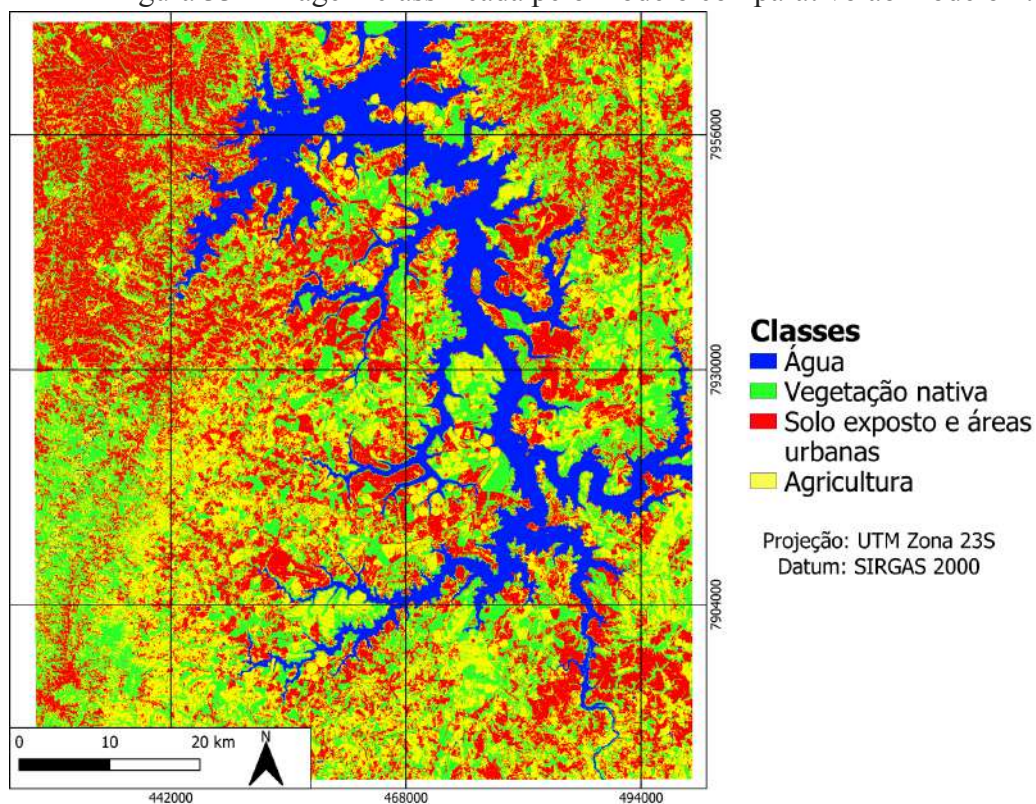 Classes
Água
Vegetação nativa
Solo exposto e áreas
urbanas
Agricultura
Projeção: UTM Zona 23S
Datum: SIRGAS 2000
7956000
7930000
7904000
0 10 20 km
N
442000 468000 494000